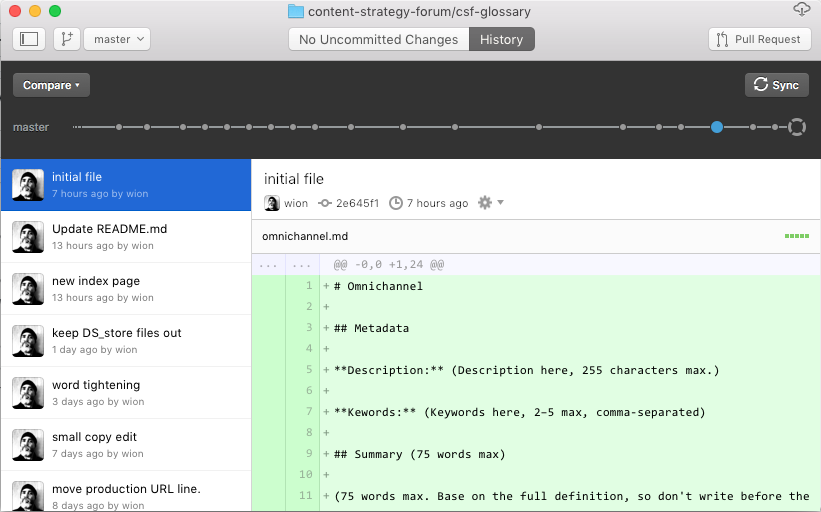 content-strategy-forum/csf-glossary
master
No Uncommitted Changes
History
Pull Request
Compare
Sync
master
initial file
7 hours ago by wion
Update README.md
13 hours ago by wion
new index page
13 hours ago by wion
keep DS_store files out
1 day ago by wion
word tightening
3 days ago by wion
small copy edit
7 days ago by wion
move production URL line.
8 days ago by wion
initial file
wion 2e645f1 7 hours ago
omnichannel.md
... ... @@ -0,0 +1,24 @@
1 + # Omnichannel
2 +
3 + ## Metadata
4 +
5 + **Description:** (Description here, 255 characters max.)
6 +
7 + **Kewords:** (Keywords here, 2-5 max, comma-separated)
8 +
9 + ## Summary (75 words max)
10 +
11 + (75 words max. Base on the full definition, so don't write before the